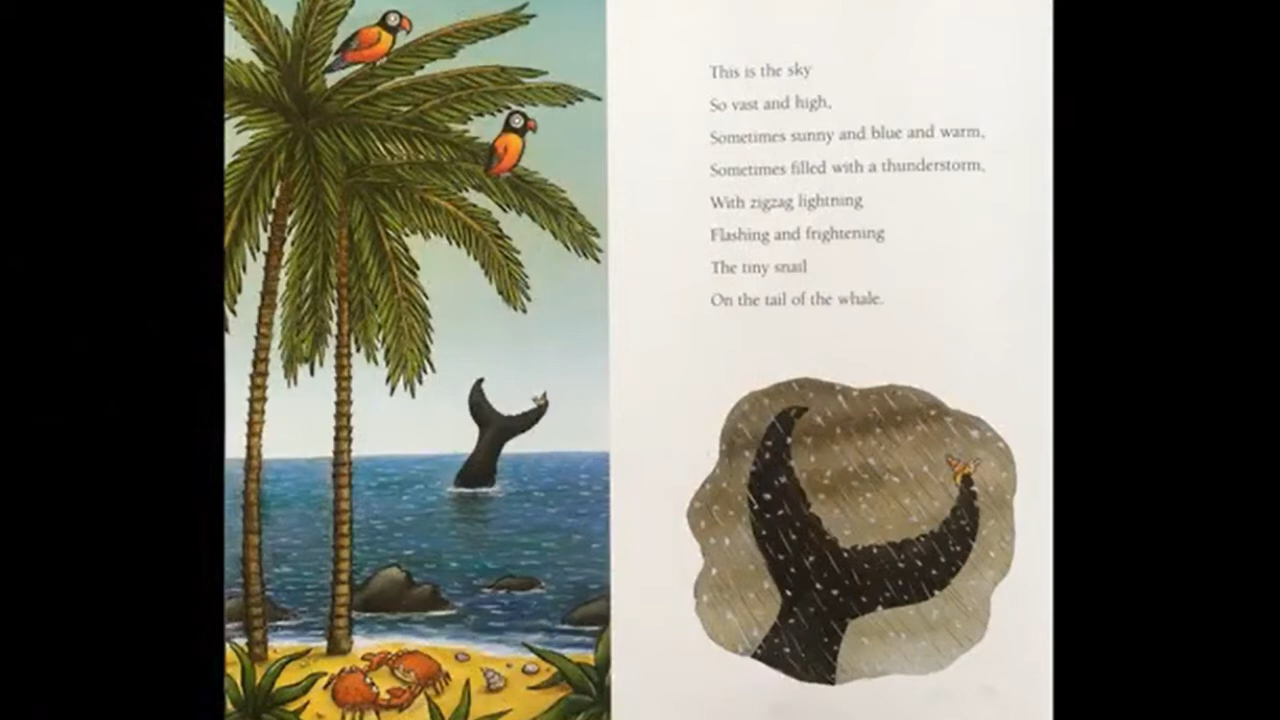 This is the sky
So vast and high,
Sometimes sunny and blue and warm,
Sometimes filled with a thunderstorm,
With zigzag lightning
Flashing and frightening
The tiny snail
On the tail of the whale.